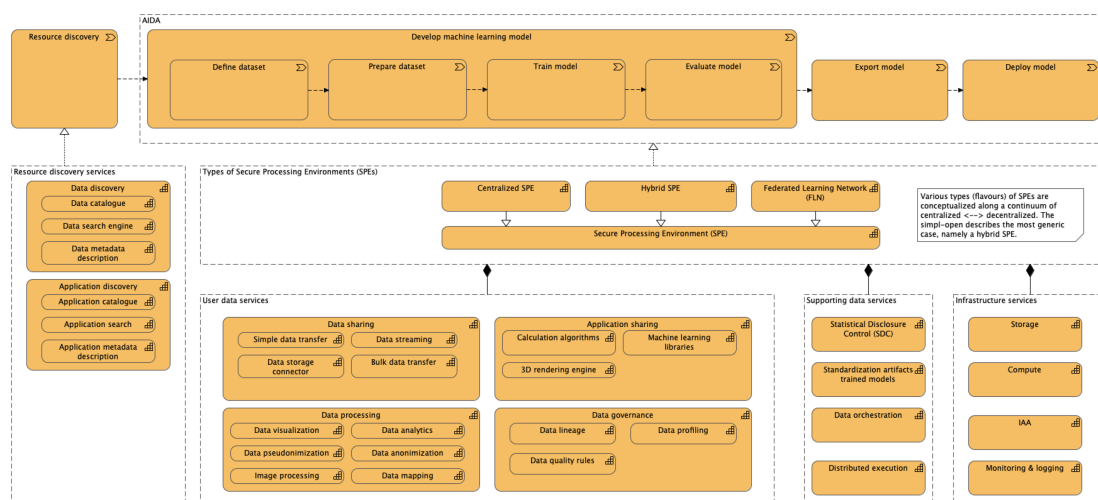 AIDA
Resource discovery
Develop machine learning model
Define dataset
Prepare dataset
Train model
Evaluate model
Export model
Deploy model
Resource discovery services
Data discovery
Data catalogue
Data search engine
Data metadata
description
Application discovery
Application catalogue
Application search
Application metadata
description
Types of Secure Processing Environments (SPEs)
Centralized SPE
Hybrid SPE
Federated Learning Network
(FLN)
Secure Processing Environment (SPE)
Various types (flavours) of SPEs are
conceptualized along a continuum of
centralized <--> decentralized. The
simpl-open describes the most generic
case, namely a hybrid SPE.
User data services
Data sharing
Simple data transfer
Data streaming
Data storage
connector
Bulk data transfer
Application sharing
Calculation algorithms
Machine learning
libraries
3D rendering engine
Data processing
Data visualization
Data analytics
Data pseudonimization
Data anonimization
Image processing
Data mapping
Data governance
Data lineage
Data profiling
Data quality rules
Supporting data services
Statistical Disclosure
Control (SDC)
Standardization artifacts
trained models
Data orchestration
Distributed execution
Infrastructure services
Storage
Compute
IAA
Monitoring & logging